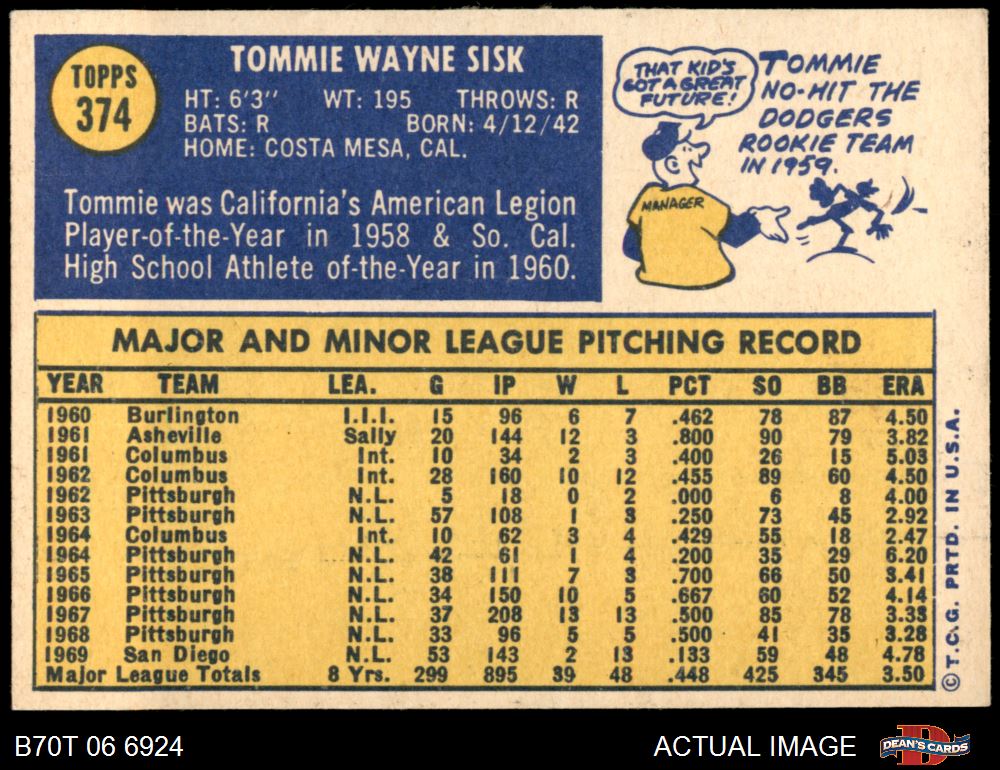 TOPPS
374
TOMMIE WAYNE SISK
HT: 6'3" WT: 195 THROWS: R
BATS: R BORN: 4/12/42
HOME: COSTA MESA, CAL.
Tommie was California's American Legion
Player-of-the-Year in 1958 & So. Cal.
High School Athlete of-the-Year in 1960.
THAT KID'S
GOT A GREAT
FUTURE!
TOMMIE
NO-HIT THE
DODGERS
ROOKIE TEAM
IN 1959.
MANAGER
MAJOR AND MINOR LEAGUE PITCHING RECORD
YEAR TEAM LEA. G IP W L PCT SO BB ERA
1960 Burlington I.I.I. 15 96 6 7 .462 78 87 4.50
1961 Asheville Sally 20 144 12 3 .800 90 79 3.82
1961 Columbus Int. 10 34 2 3 .400 26 15 5.03
1962 Columbus Int. 28 160 10 12 .455 89 60 4.50
1962 Pittsburgh N.L. 5 18 0 2 .000 6 8 4.00
1963 Pittsburgh N.L. 57 108 1 3 .250 73 45 2.92
1964 Columbus Int. 10 62 3 4 .429 55 18 2.47
1964 Pittsburgh N.L. 42 61 1 4 .200 35 29 6.20
1965 Pittsburgh N.L. 38 111 7 3 .700 66 50 3.41
1966 Pittsburgh N.L. 34 150 10 5 .667 60 52 4.14
1967 Pittsburgh N.L. 37 208 13 13 .500 85 78 3.33
1968 Pittsburgh N.L. 33 96 5 5 .500 41 35 3.28
1969 San Diego N.L. 53 143 2 13 .133 59 48 4.78
Major League Totals 8 Yrs. 299 895 39 48 .448 425 345 3.50
© T.C.G. PRTD. IN U.S.A.
B70T 06 6924
ACTUAL IMAGE
D
DEAN'S CARDS